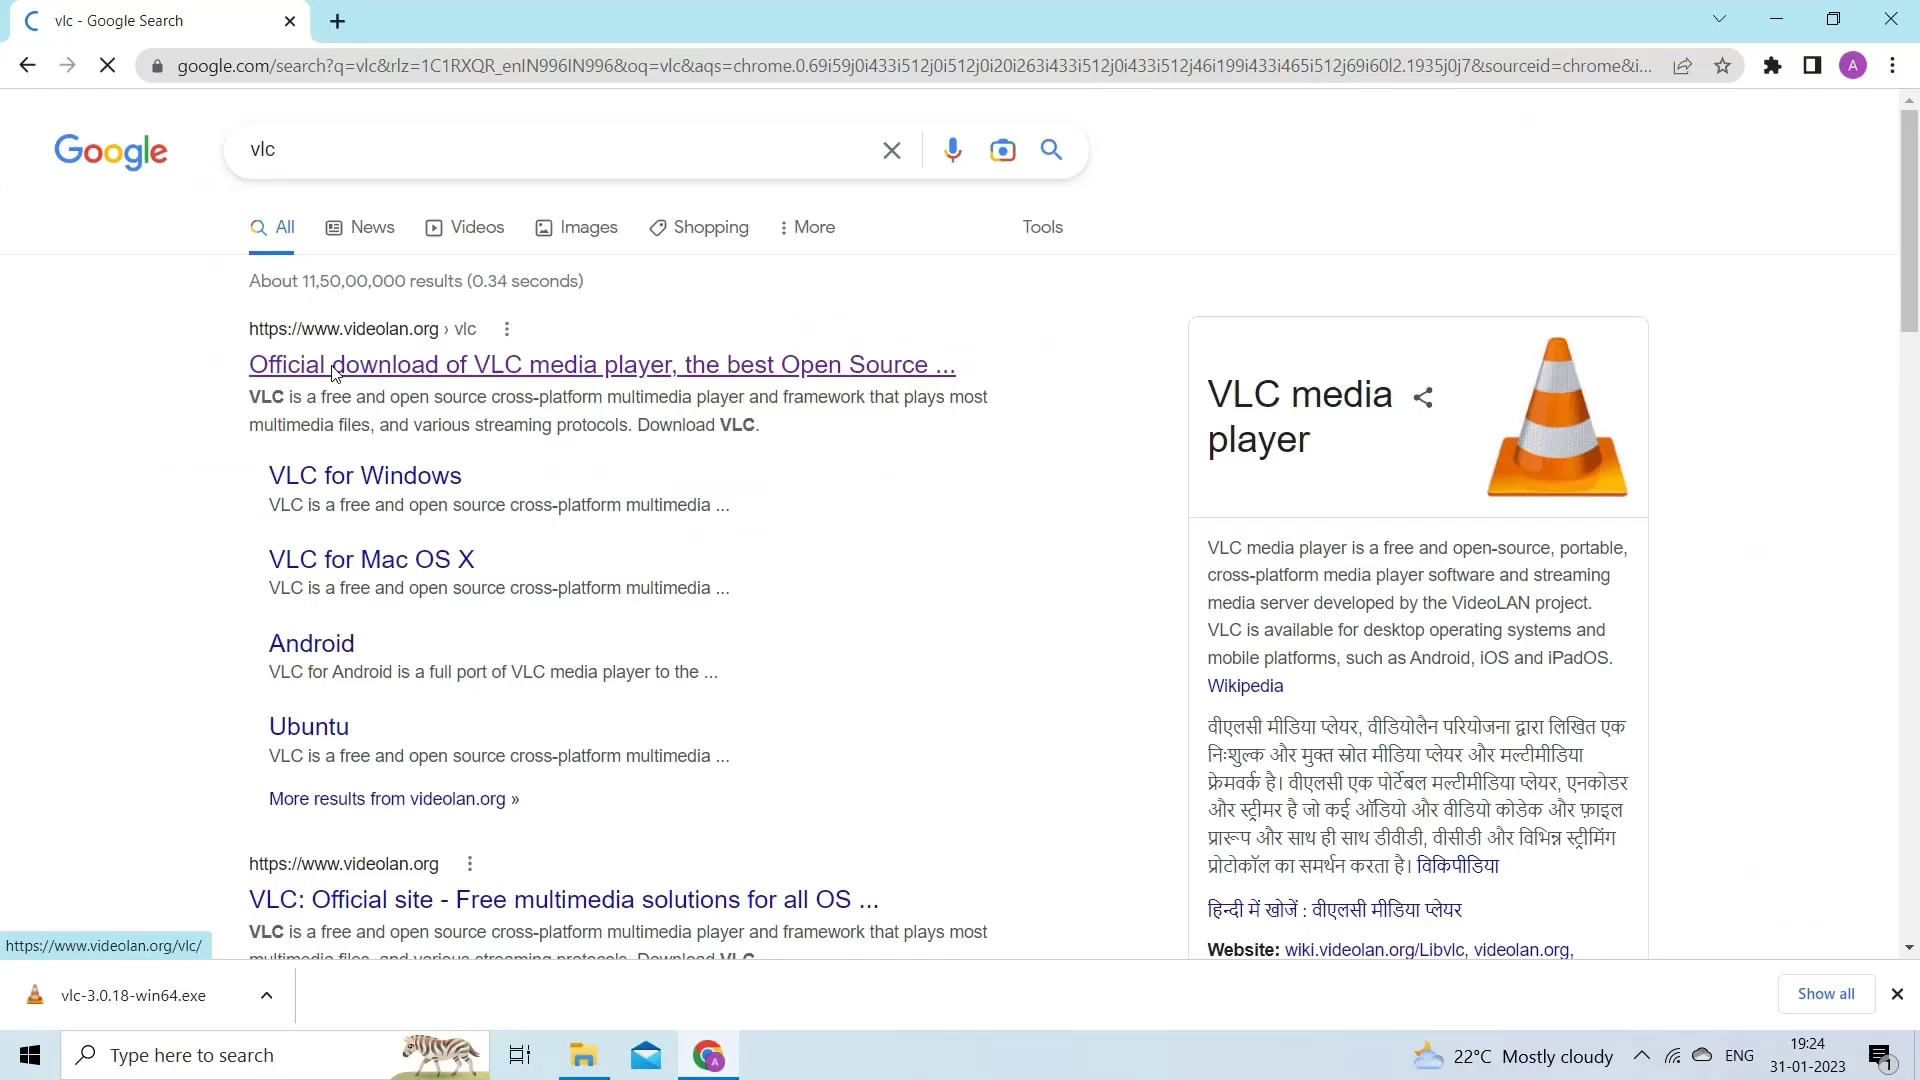 vlc - Google Search
google.com/search?q=vlc&rlz=1C1RXQR_enIN996IN996&oq=vlc&aqs=chrome.0.69i59j0i433i512j0i512j0i20i263i433i512j0i433i512j46i199i433i465i512j69i60l2.1935j0j7&sourceid=chrome&i...
A
Google
vlc
All
News
Videos
Images
Shopping
More
Tools
About 11,50,00,000 results (0.34 seconds)
https://www.videolan.org › vlc
Official download of VLC media player, the best Open Source ...
VLC is a free and open source cross-platform multimedia player and framework that plays most
multimedia files, and various streaming protocols. Download VLC.
VLC for Windows
VLC is a free and open source cross-platform multimedia ...
VLC for Mac OS X
VLC is a free and open source cross-platform multimedia ...
Android
VLC for Android is a full port of VLC media player to the ...
Ubuntu
VLC is a free and open source cross-platform multimedia ...
More results from videolan.org »
https://www.videolan.org
VLC: Official site - Free multimedia solutions for all OS ...
VLC is a free and open source cross-platform multimedia player and framework that plays most
multimedia files, and various streaming protocols. Download VLC.
VLC media
player
VLC media player is a free and open-source, portable,
cross-platform media player software and streaming
media server developed by the VideoLAN project.
VLC is available for desktop operating systems and
mobile platforms, such as Android, iOS and iPadOS.
Wikipedia
वीएलसी मीडिया प्लेयर, वीडियोलैन परियोजना द्वारा लिखित एक
निःशुल्क और मुक्त स्रोत मीडिया प्लेयर और मल्टीमीडिया
फ्रेमवर्क है। वीएलसी एक पोर्टेबल मल्टीमीडिया प्लेयर, एनकोडर
और स्ट्रीमर है जो कई ऑडियो और वीडियो कोडेक और फ़ाइल
प्रारूप और साथ ही साथ डीवीडी, वीसीडी और विभिन्न स्ट्रीमिंग
प्रोटोकॉल का समर्थन करता है। विकिपीडिया
हिन्दी में खोजें : वीएलसी मीडिया प्लेयर
Website: wiki.videolan.org/Libvlc, videolan.org,
https://www.videolan.org/vlc/
vlc-3.0.18-win64.exe
Show all
Type here to search
A
22°C Mostly cloudy
ENG
19:24
31-01-2023
1